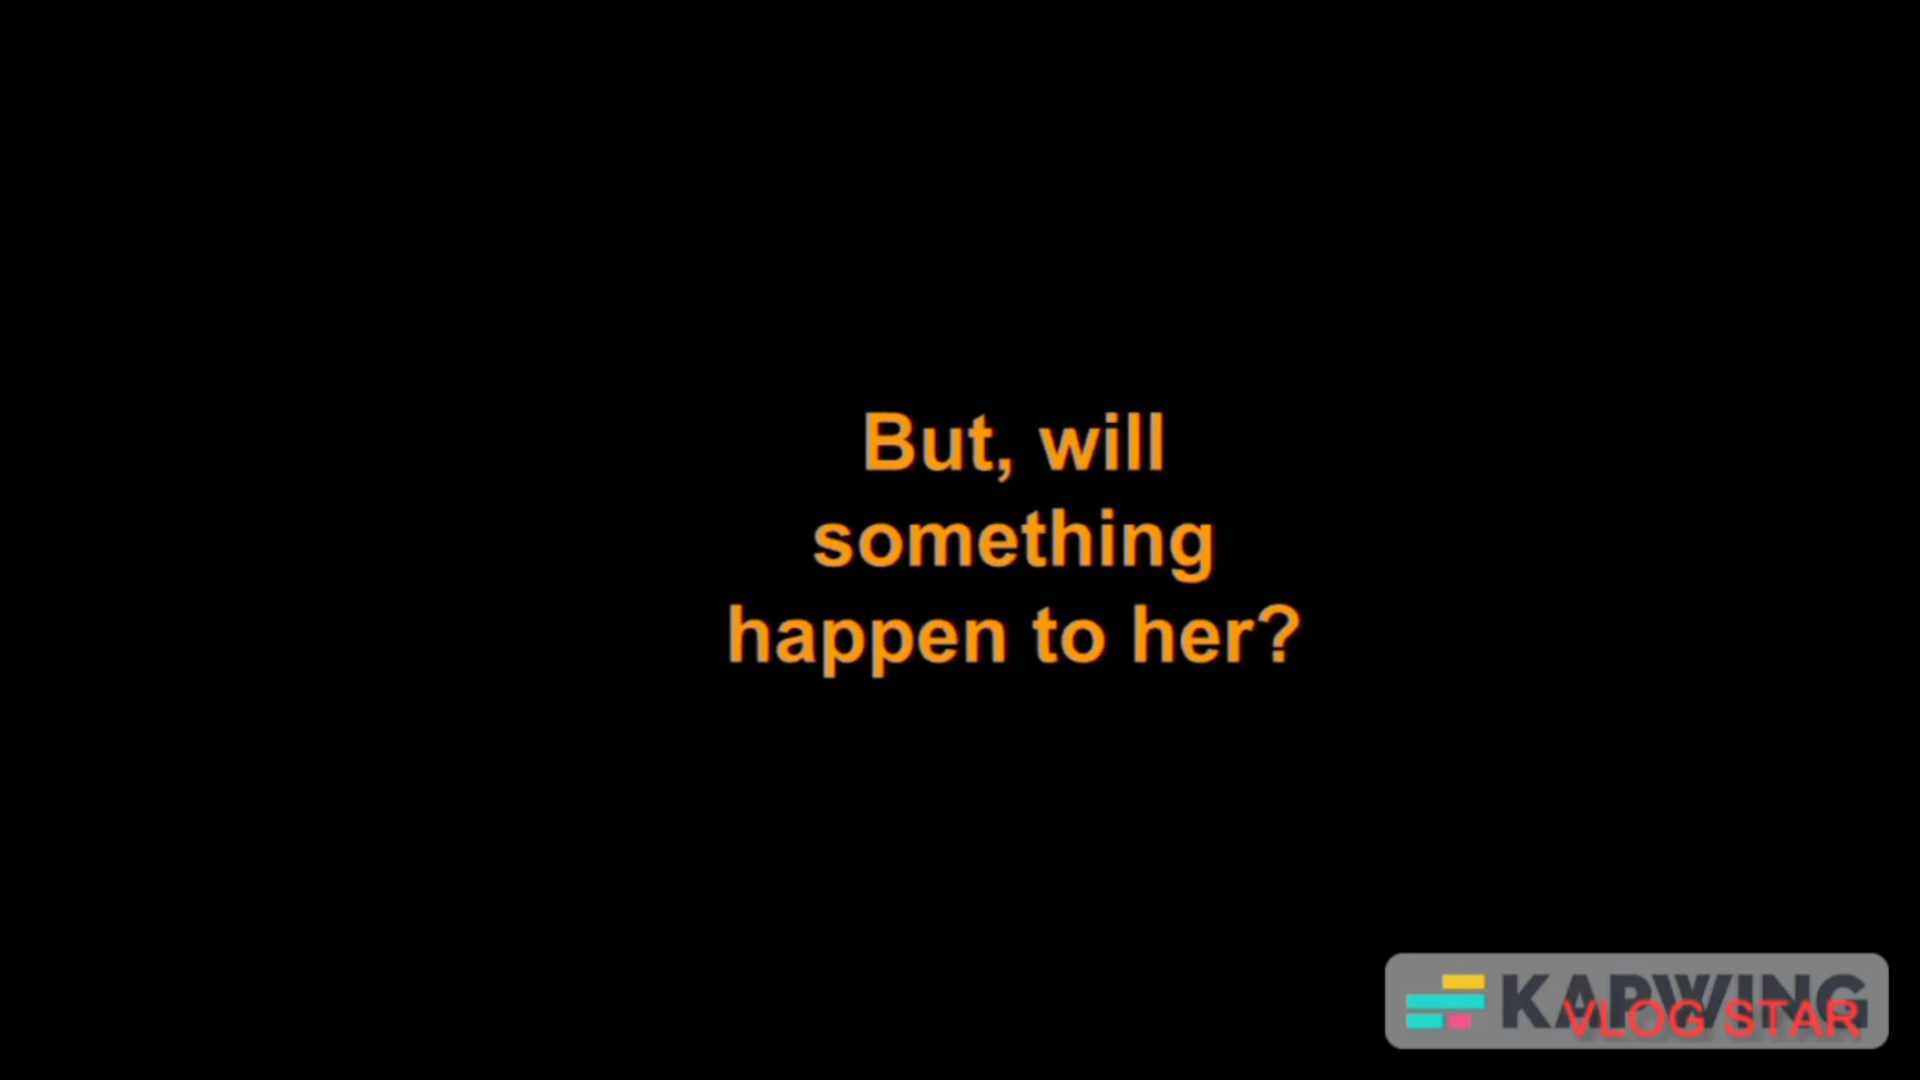 But, will
something
happen to her?
KAPWING
VLOG STAR